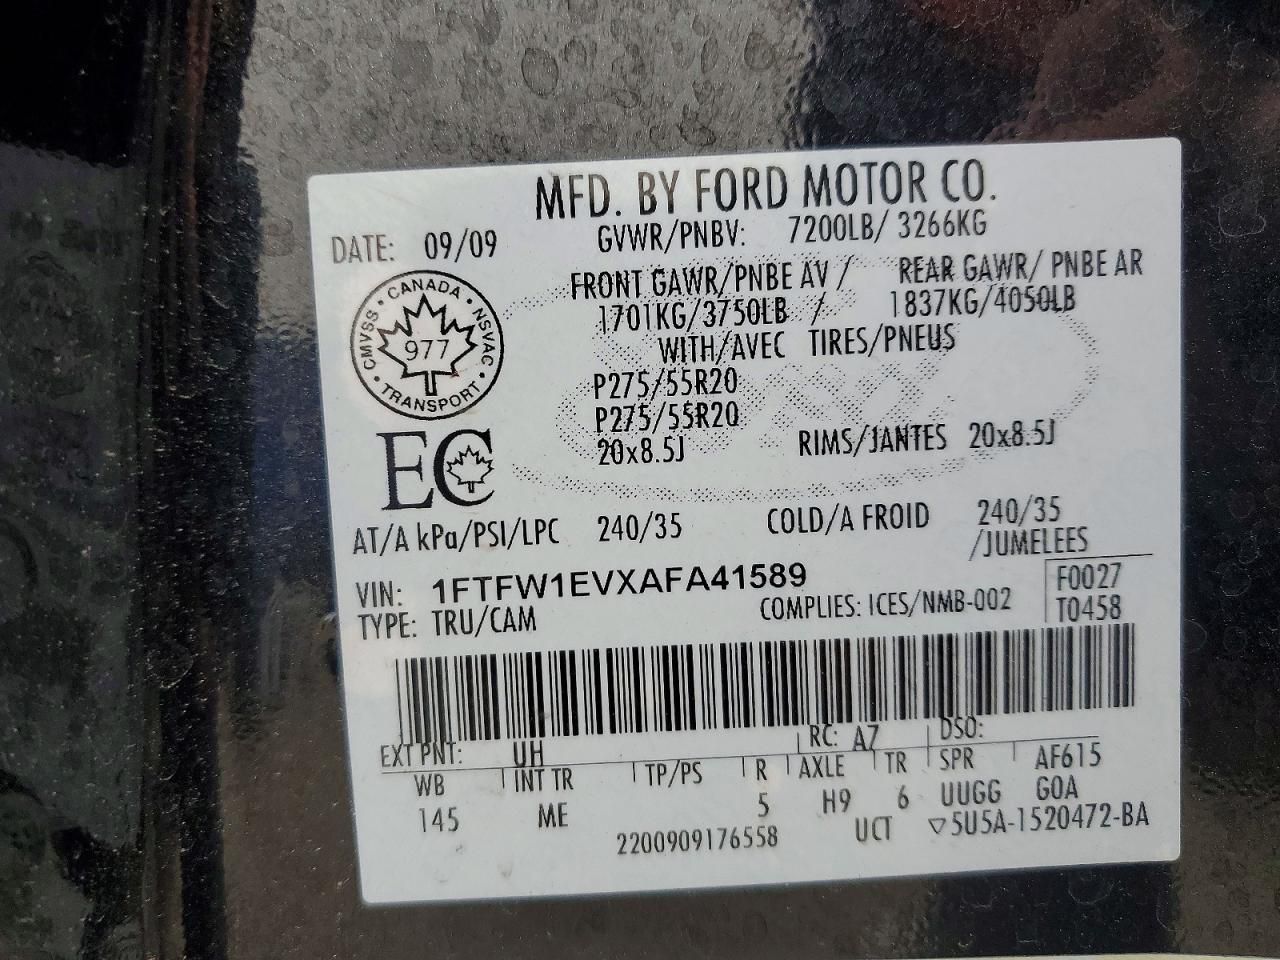 MFD. BY FORD MOTOR CO.
DATE: 09/09 GVWR/PNBV: 7200LB/ 3266KG
FRONT GAWR/PNBE AV / REAR GAWR/ PNBE AR
1701KG/3750LB / 1837KG/4050LB
WITH/AVEC TIRES/PNEUS
CANADA • NSVAC • TRANSPORT • CMVSS •
977
P275/55R20
P275/55R20
20x8.5J RIMS/JANTES 20x8.5J
EC
AT/A kPa/PSI/LPC 240/35 COLD/A FROID 240/35
/JUMELEES
VIN: 1FTFW1EVXAFA41589 F0027
TYPE: TRU/CAM COMPLIES: ICES/NMB-002 T0458
EXT PNT: UH RC: A7 DSO:
WB INT TR TP/PS R AXLE TR SPR AF615
145 ME 5 H9 6 UUGG GOA
2200909176558 UCT ▽5U5A-1520472-BA